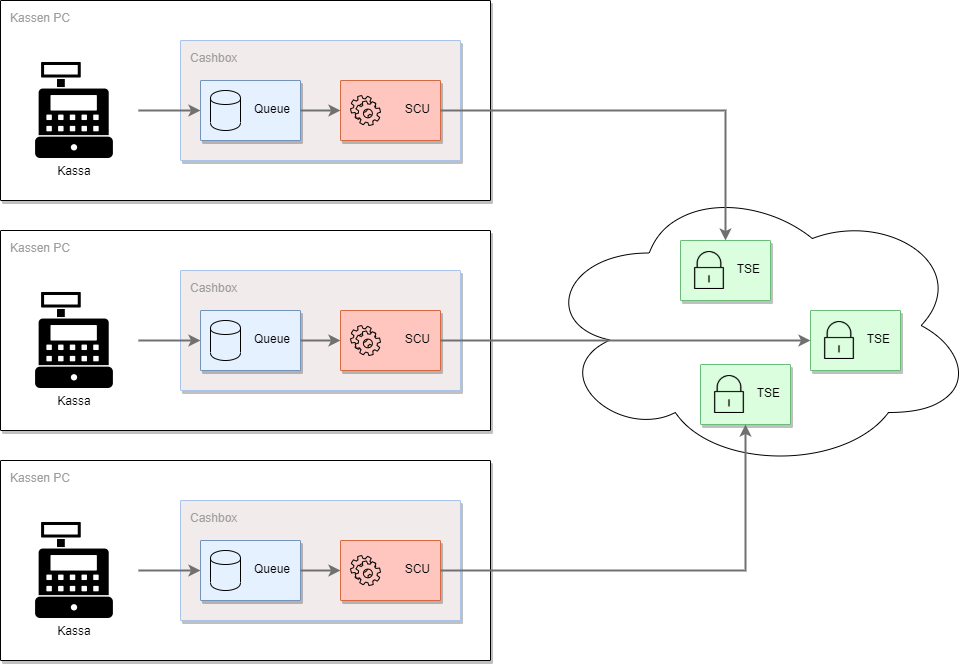 Kassen PC
Cashbox
Queue
SCU
Kassa
Kassen PC
Cashbox
Queue
SCU
Kassa
Kassen PC
Cashbox
Queue
SCU
Kassa
TSE
TSE
TSE